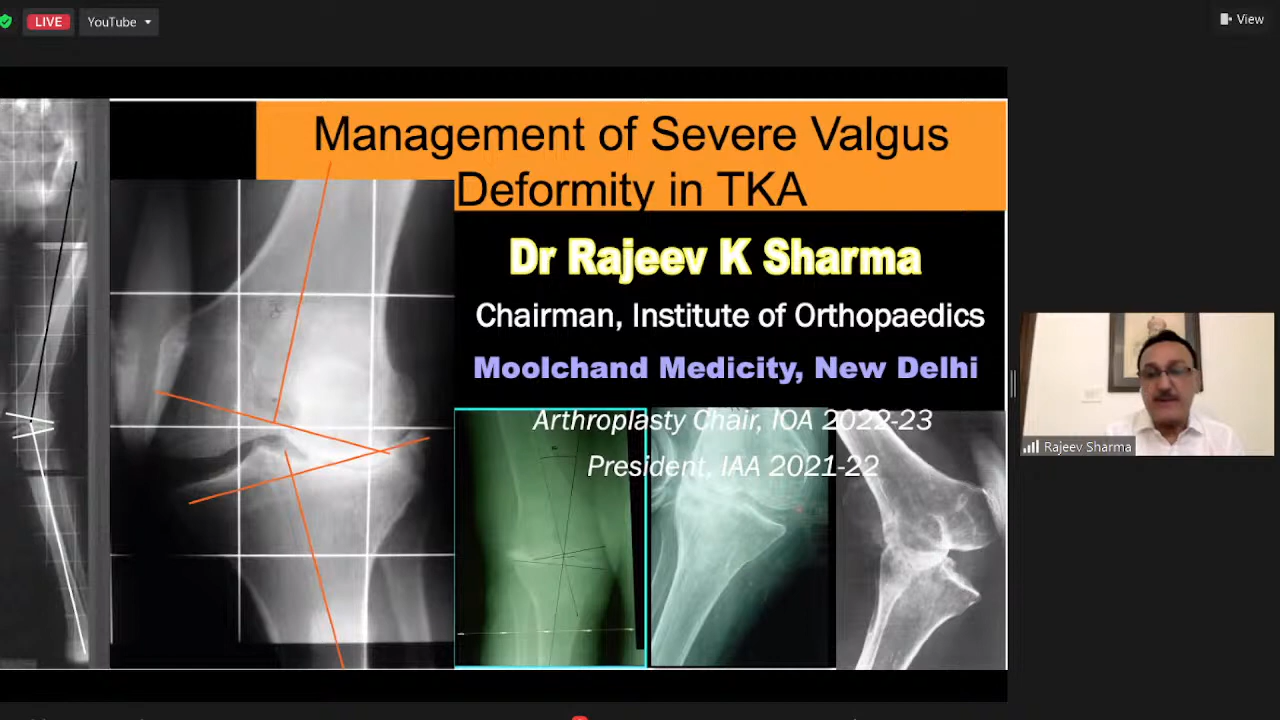 LIVE
YouTube
View
Management of Severe Valgus
Deformity in TKA
Dr Rajeev K Sharma
Chairman, Institute of Orthopaedics
Moolchand Medicity, New Delhi
Arthroplasty Chair, IOA 2022-23
President, IAA 2021-22
Rajeev Sharma